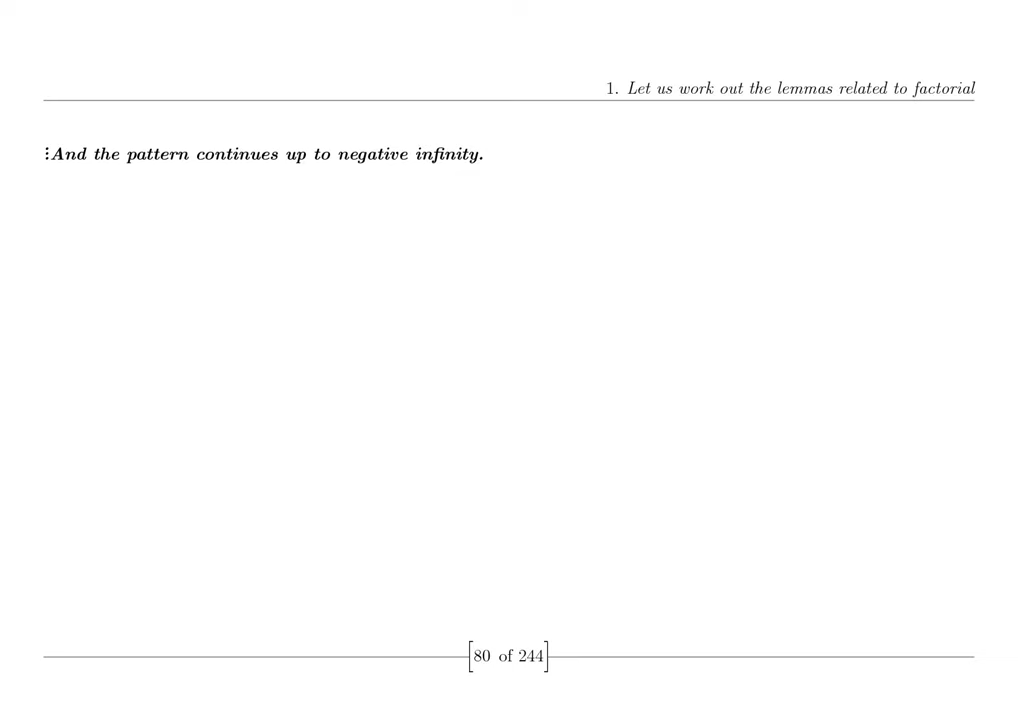 1. Let us work out the lemmas related to factorial
⋮And the pattern continues up to negative infinity.
[80 of 244]